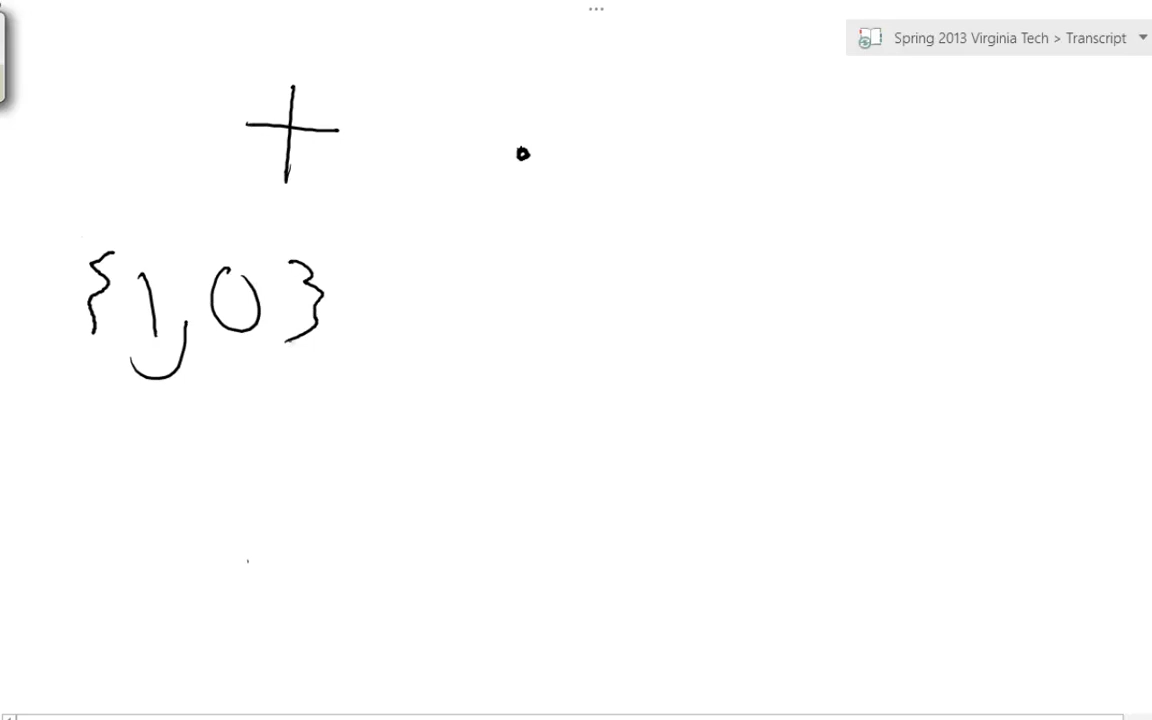 Spring 2013 Virginia Tech > Transcript
+ •
{1,0}